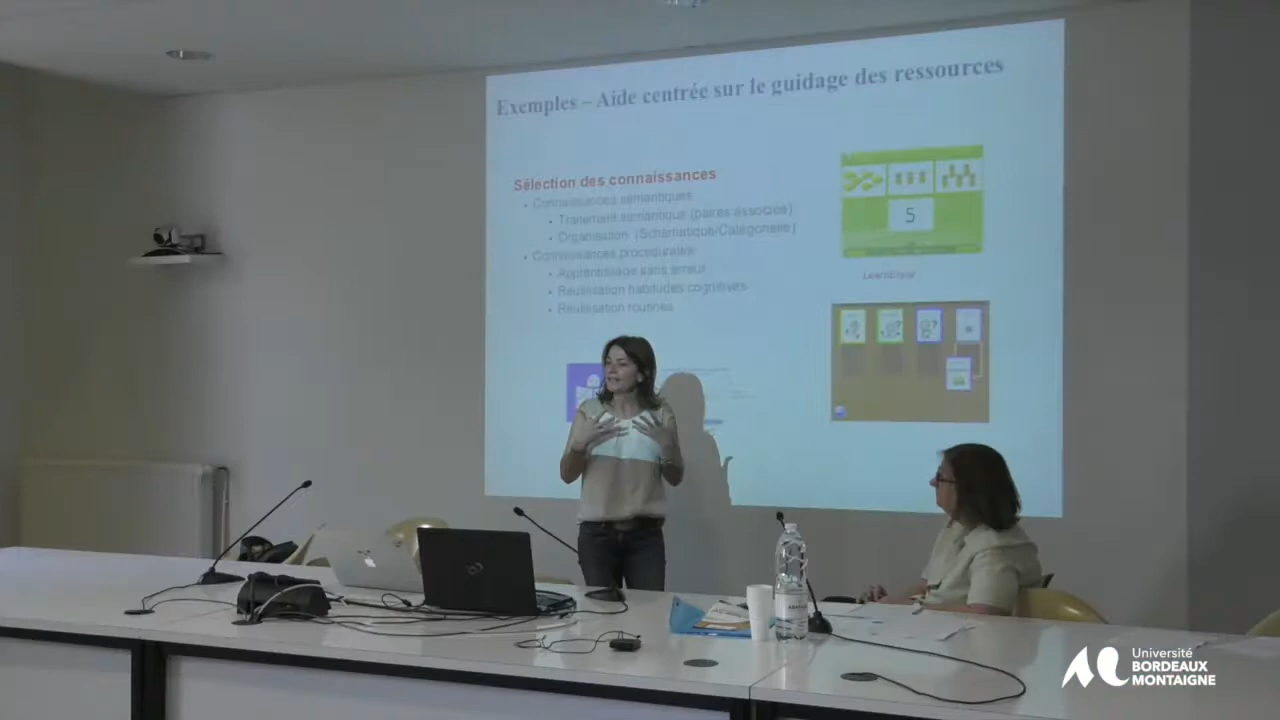 Exemples – Aide centrée sur le guidage des ressources
Sélection des connaissances
Connaissances sémantiques
Traitement sémantique (paires associée)
Organisation (Schématique/Catégorielle)
Connaissances procédurales
Apprentissage sans erreur
Réutilisation habitudes cognitives
Réutilisation routines
5
Université
BORDEAUX
MONTAIGNE